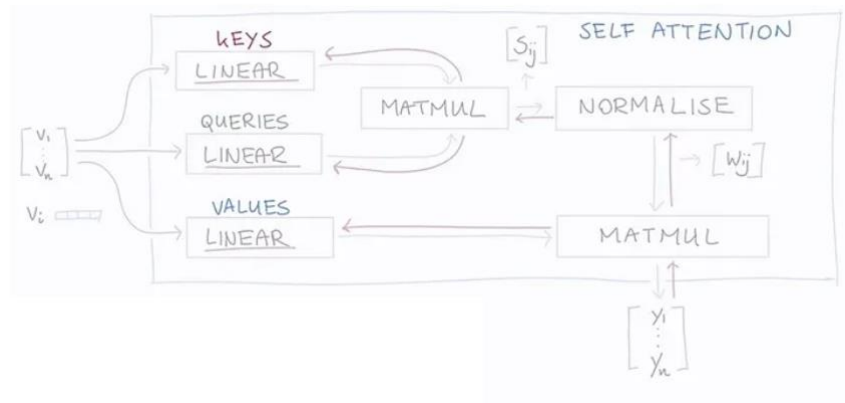 SELF ATTENTION
KEYS
LINEAR
[Sij]
MATMUL
NORMALISE
QUERIES
LINEAR
[V1
⋮
Vn]
[Wij]
Vi
VALUES
LINEAR
MATMUL
[y1
⋮
yn]